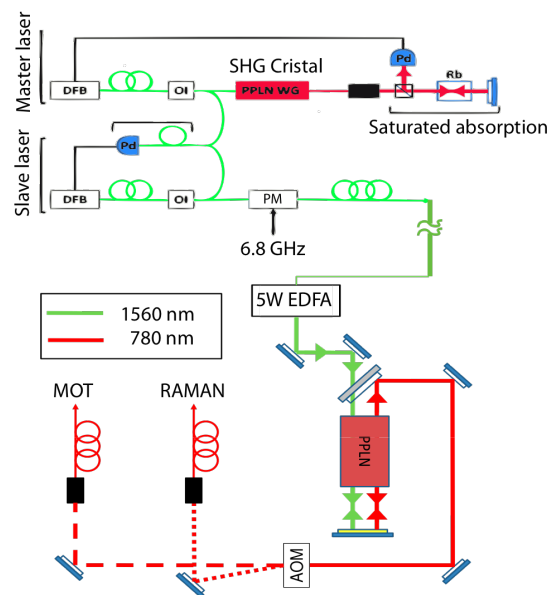 Master laser
DFB
OI
SHG Cristal
PPLN WG
Pd
Rb
Saturated absorption
Slave laser
Pd
DFB
OI
PM
6.8 GHz
5W EDFA
1560 nm
780 nm
MOT
RAMAN
PPLN
AOM